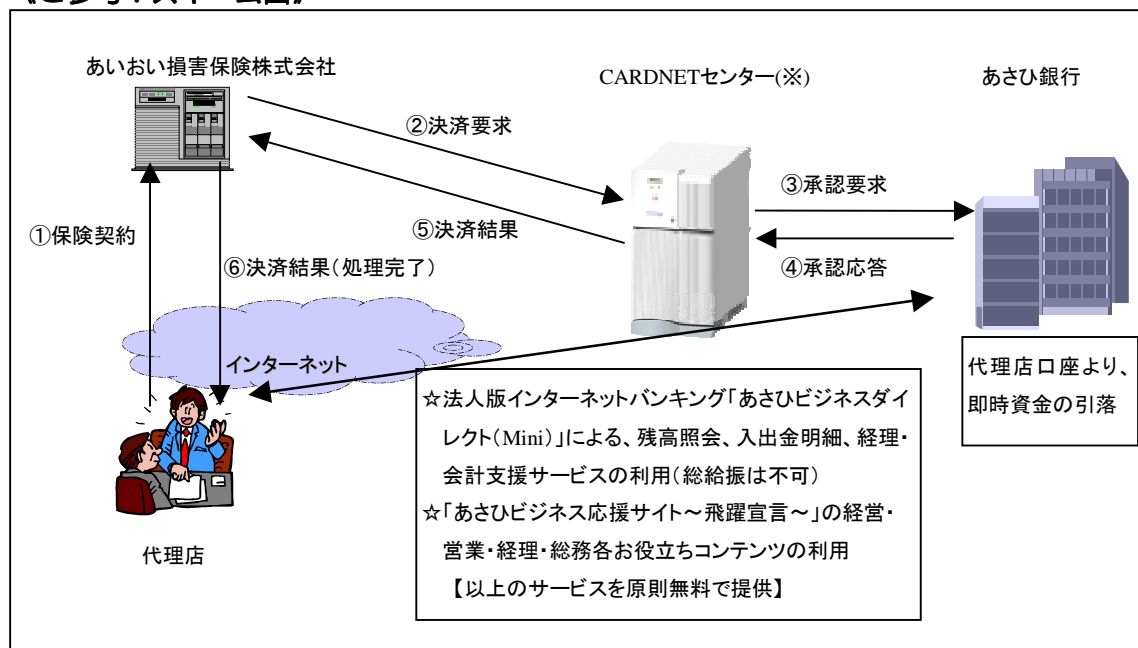 あいおい損害保険株式会社
CARDNETセンター(※)
あさひ銀行
②決済要求
③承認要求
①保険契約
⑤決済結果
④承認応答
⑥決済結果(処理完了)
インターネット
代理店口座より、
即時資金の引落
☆法人版インターネットバンキング「あさひビジネスダイ
レクト(Mini)」による、残高照会、入出金明細、経理・
会計支援サービスの利用(総給振は不可)
☆「あさひビジネス応援サイト～飛躍宣言～」の経営・
営業・経理・総務各お役立ちコンテンツの利用
【以上のサービスを原則無料で提供】
代理店